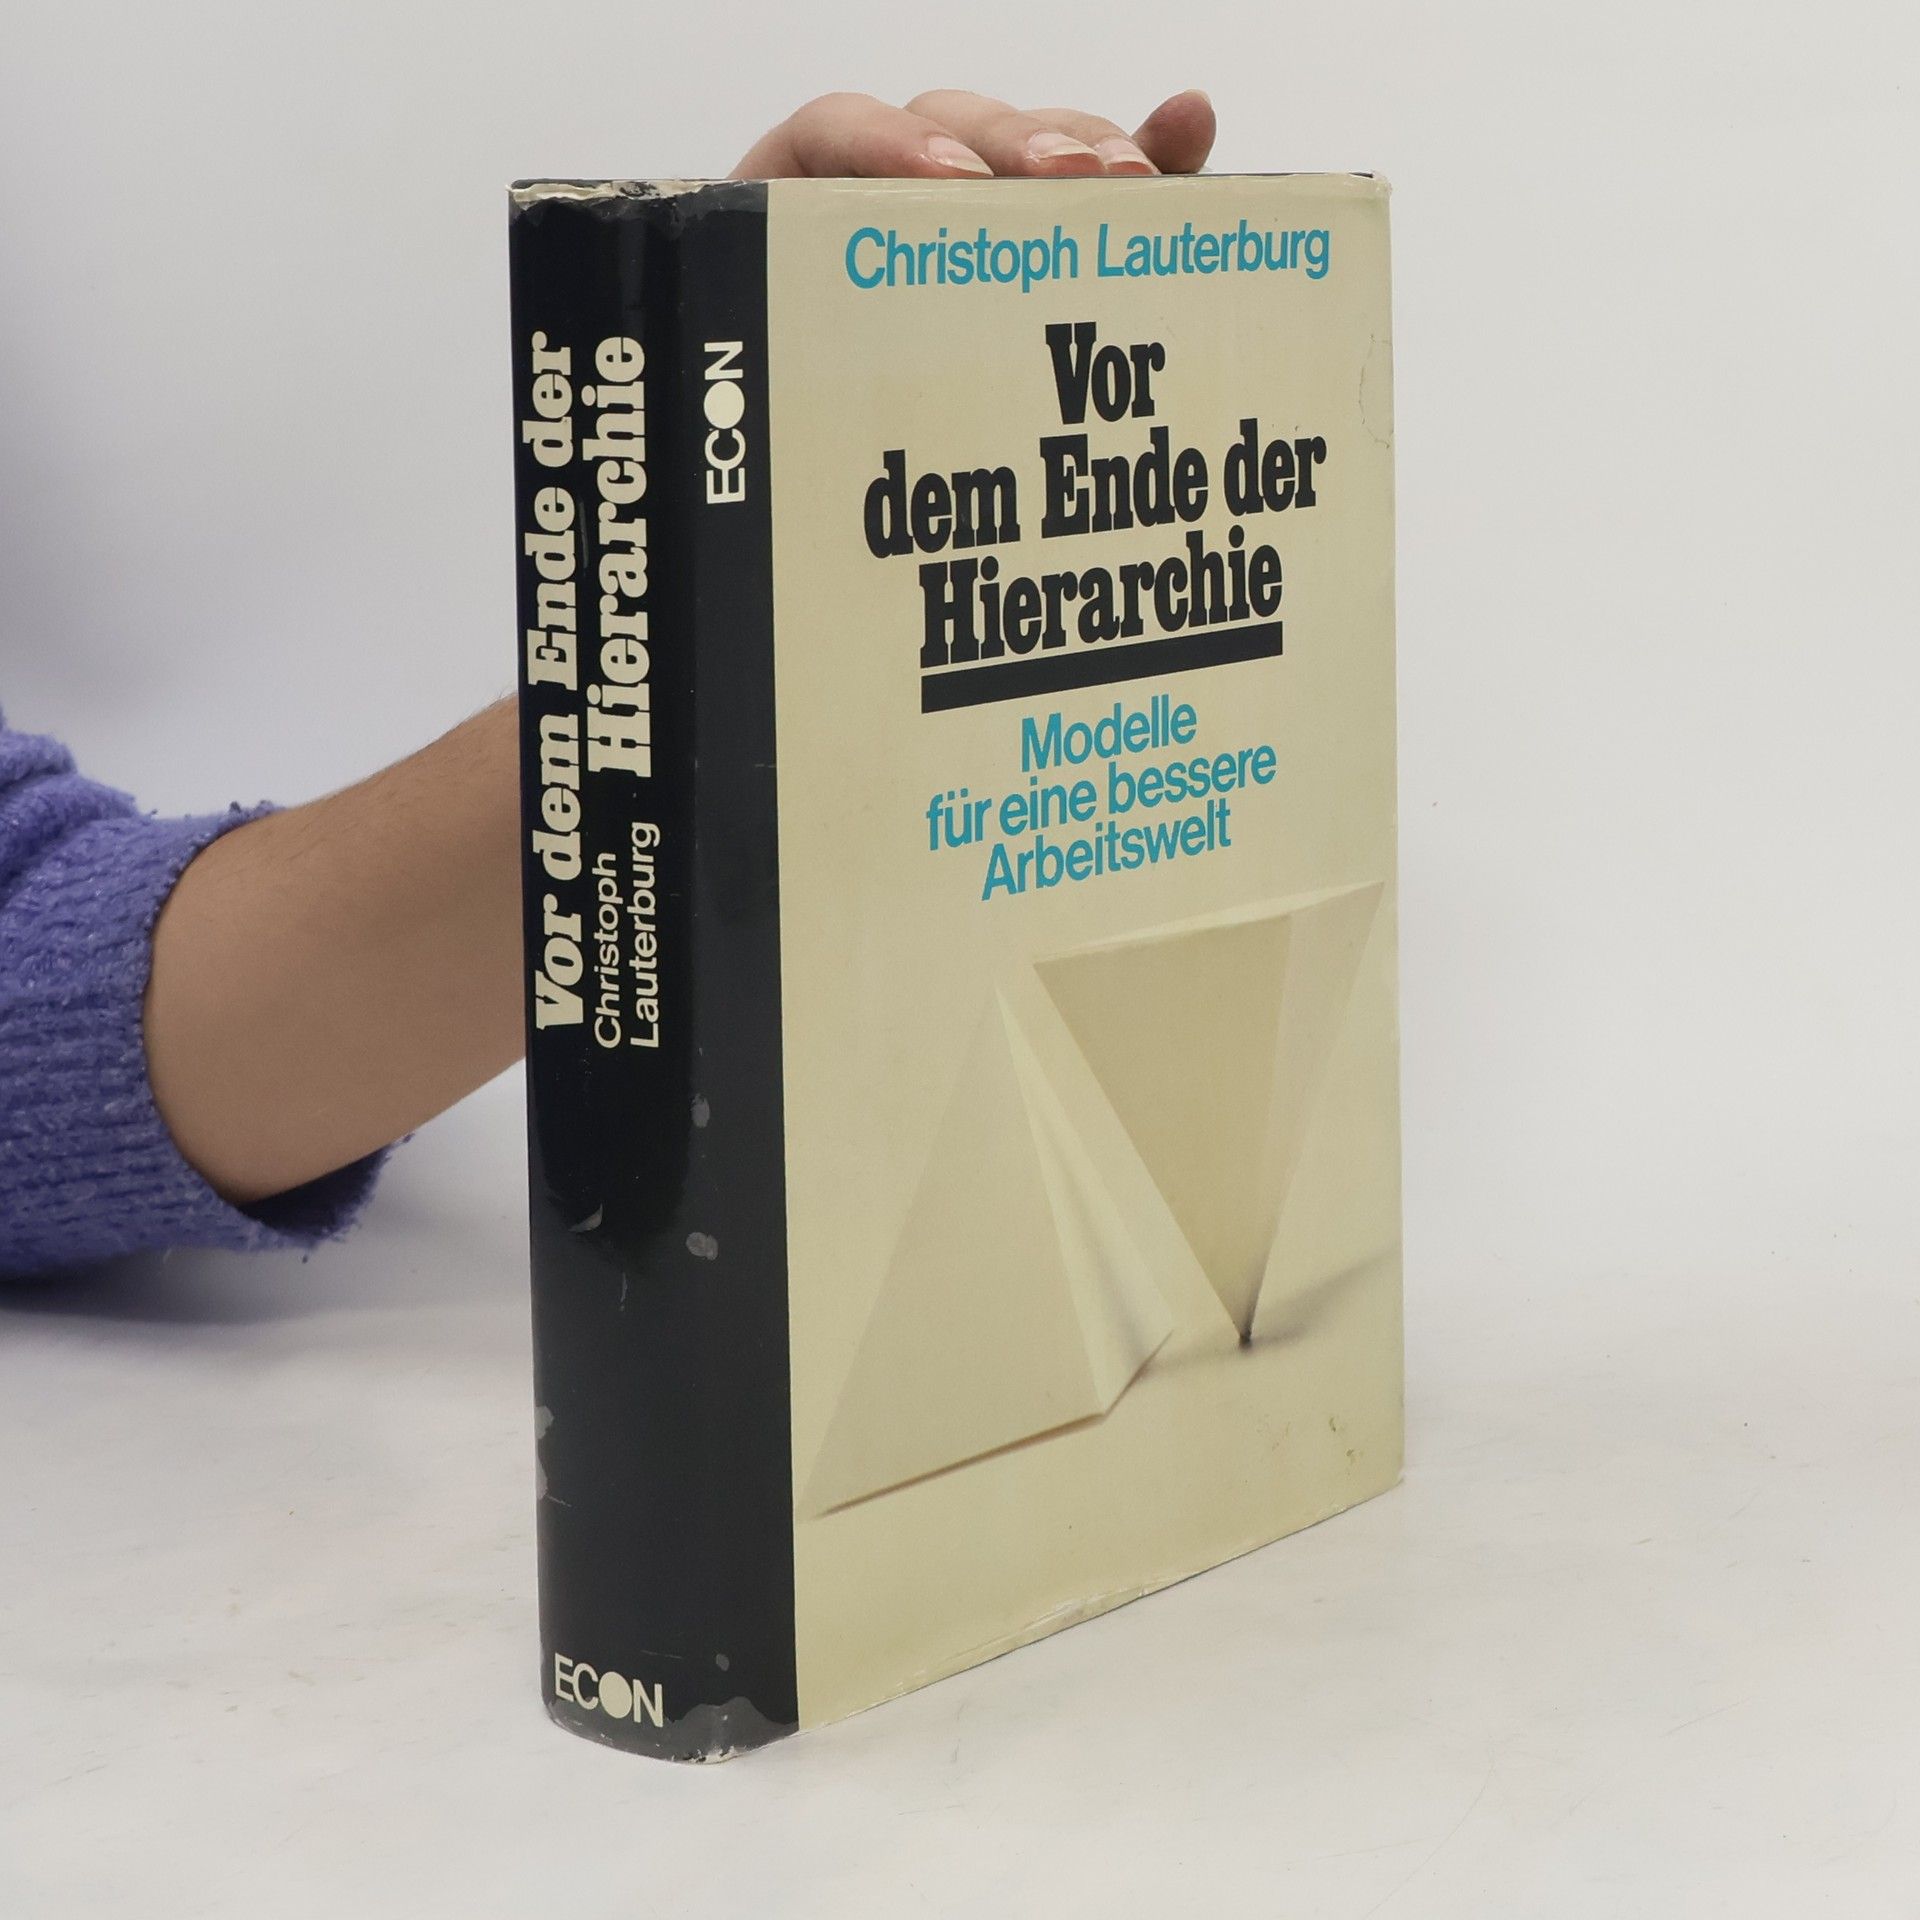 Vor dem Ende der
Hierarchie
Christoph
Lauterburg
ECON
ECON
Christoph Lauterburg
Vor
dem Ende der
Hierarchie
Modelle
für eine bessere
Arbeitswelt